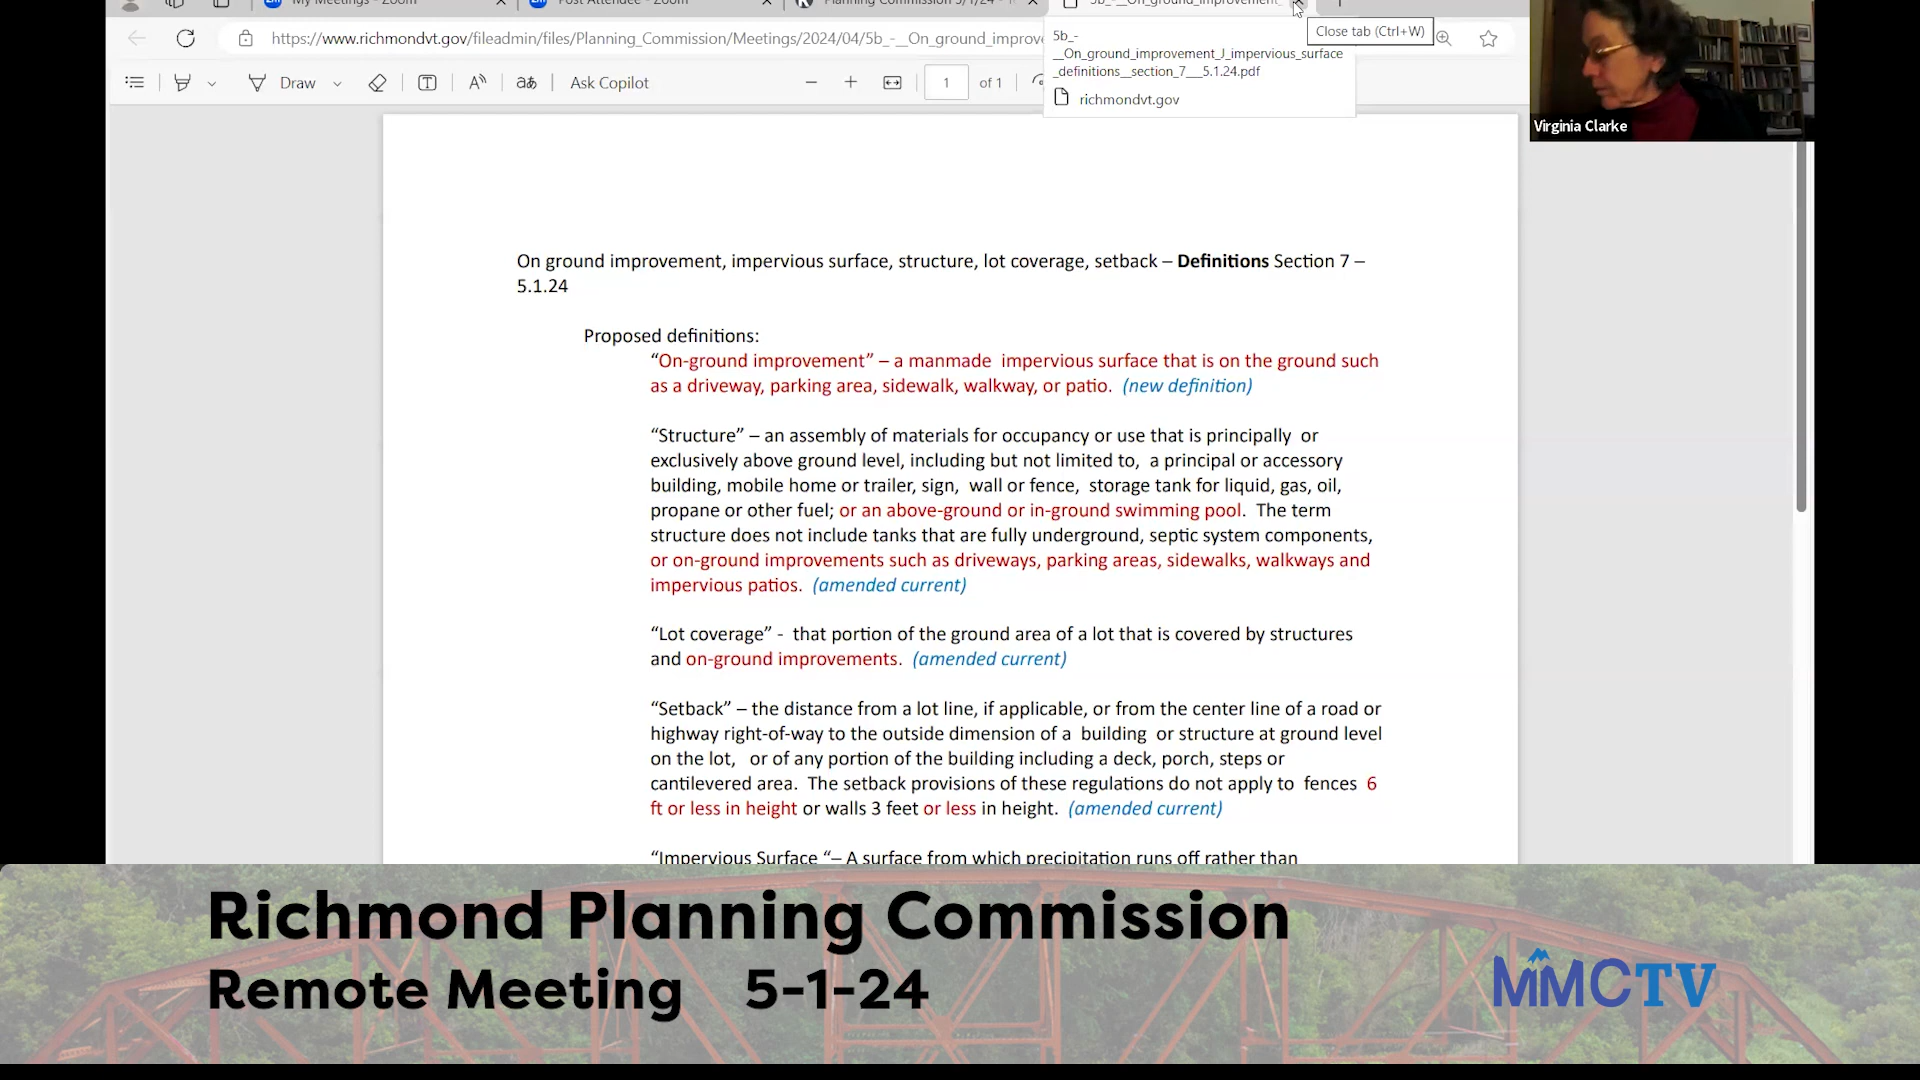 My Meetings - Zoom
Post Attendee - Zoom
Planning Commission 5/1/24 -
5b_-__On_ground_improvement_
https://www.richmondvt.gov/fileadmin/files/Planning_Commission/Meetings/2024/04/5b_-__On_ground_improve
Close tab (Ctrl+W)
5b_-
__On_ground_improvement_J_impervious_surface
_definitions__section_7___5.1.24.pdf
richmondvt.gov
Draw
Ask Copilot
1
of 1
Virginia Clarke
On ground improvement, impervious surface, structure, lot coverage, setback – Definitions Section 7 –
5.1.24
Proposed definitions:
“On-ground improvement” – a manmade  impervious surface that is on the ground such
as a driveway, parking area, sidewalk, walkway, or patio.  (new definition)
“Structure” – an assembly of materials for occupancy or use that is principally  or
exclusively above ground level, including but not limited to,  a principal or accessory
building, mobile home or trailer, sign,  wall or fence,  storage tank for liquid, gas, oil,
propane or other fuel; or an above-ground or in-ground swimming pool.  The term
structure does not include tanks that are fully underground, septic system components,
or on-ground improvements such as driveways, parking areas, sidewalks, walkways and
impervious patios.  (amended current)
“Lot coverage” -  that portion of the ground area of a lot that is covered by structures
and on-ground improvements.  (amended current)
“Setback” – the distance from a lot line, if applicable, or from the center line of a road or
highway right-of-way to the outside dimension of a  building  or structure at ground level
on the lot,   or of any portion of the building including a deck, porch, steps or
cantilevered area.  The setback provisions of these regulations do not apply to  fences  6
ft or less in height or walls 3 feet or less in height.  (amended current)
“Impervious Surface “– A surface from which precipitation runs off rather than
Richmond Planning Commission
Remote Meeting 5-1-24
MMCTV